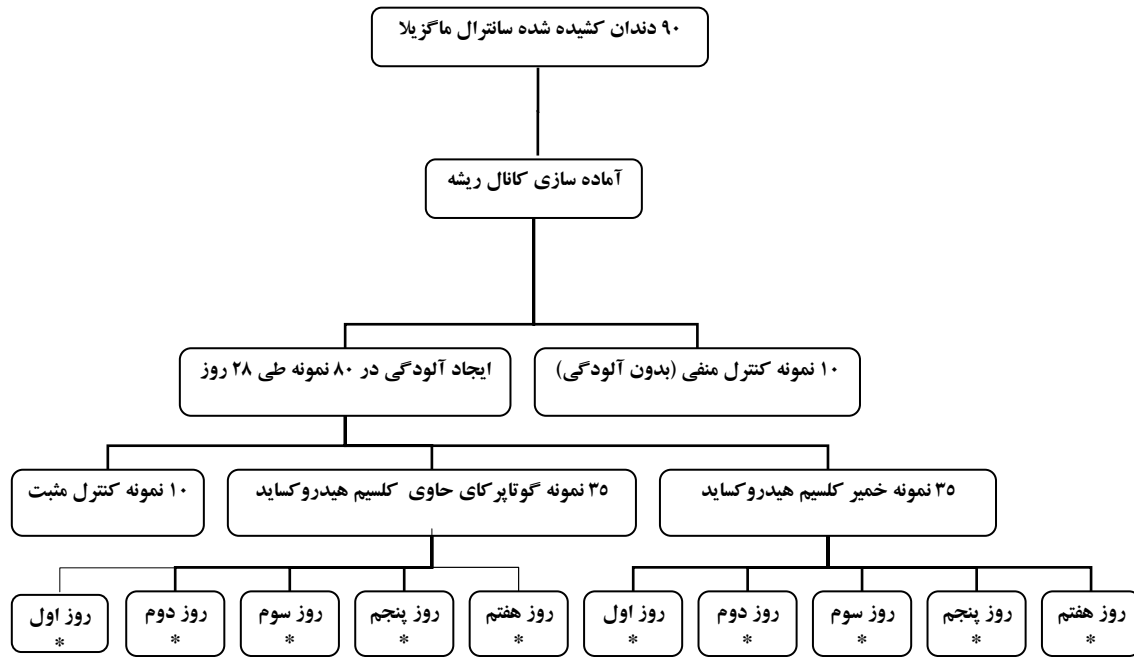 ۹۰ دندان کشیده شده سانترال ماگزیلا
آماده سازی کانال ریشه
۱۰ نمونه کنترل منفی (بدون آلودگی)
ایجاد آلودگی در ۸۰ نمونه طی ۲۸ روز
۳۵ نمونه خمیر کلسیم هیدروکساید
۳۵ نمونه گوتاپرکای حاوی کلسیم هیدروکساید
۱۰ نمونه کنترل مثبت
روز هفتم
*
روز پنجم
*
روز سوم
*
روز دوم
*
روز اول
*
روز هفتم
*
روز پنجم
*
روز سوم
*
روز دوم
*
روز اول
*